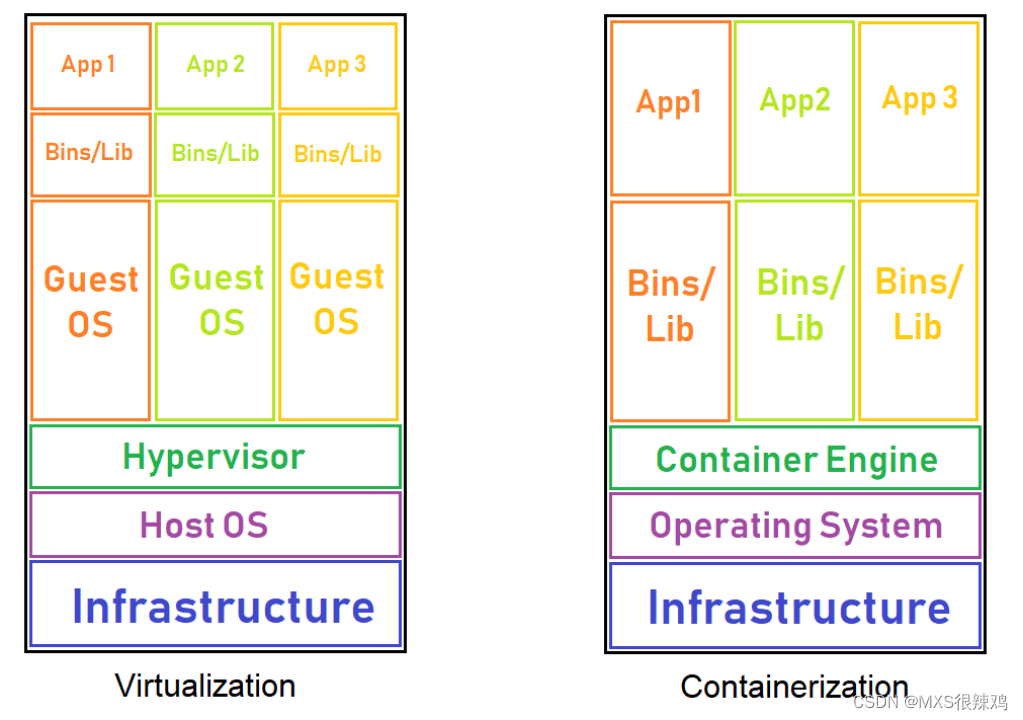 App 1
App 2
App 3
Bins/Lib
Bins/Lib
Bins/Lib
Guest
OS
Guest
OS
Guest
OS
Hypervisor
Host OS
Infrastructure
Virtualization
App1
App2
App 3
Bins/
Lib
Bins/
Lib
Bins/
Lib
Container Engine
Operating System
Infrastructure
Containerization
CSDN @MXS很辣鸡